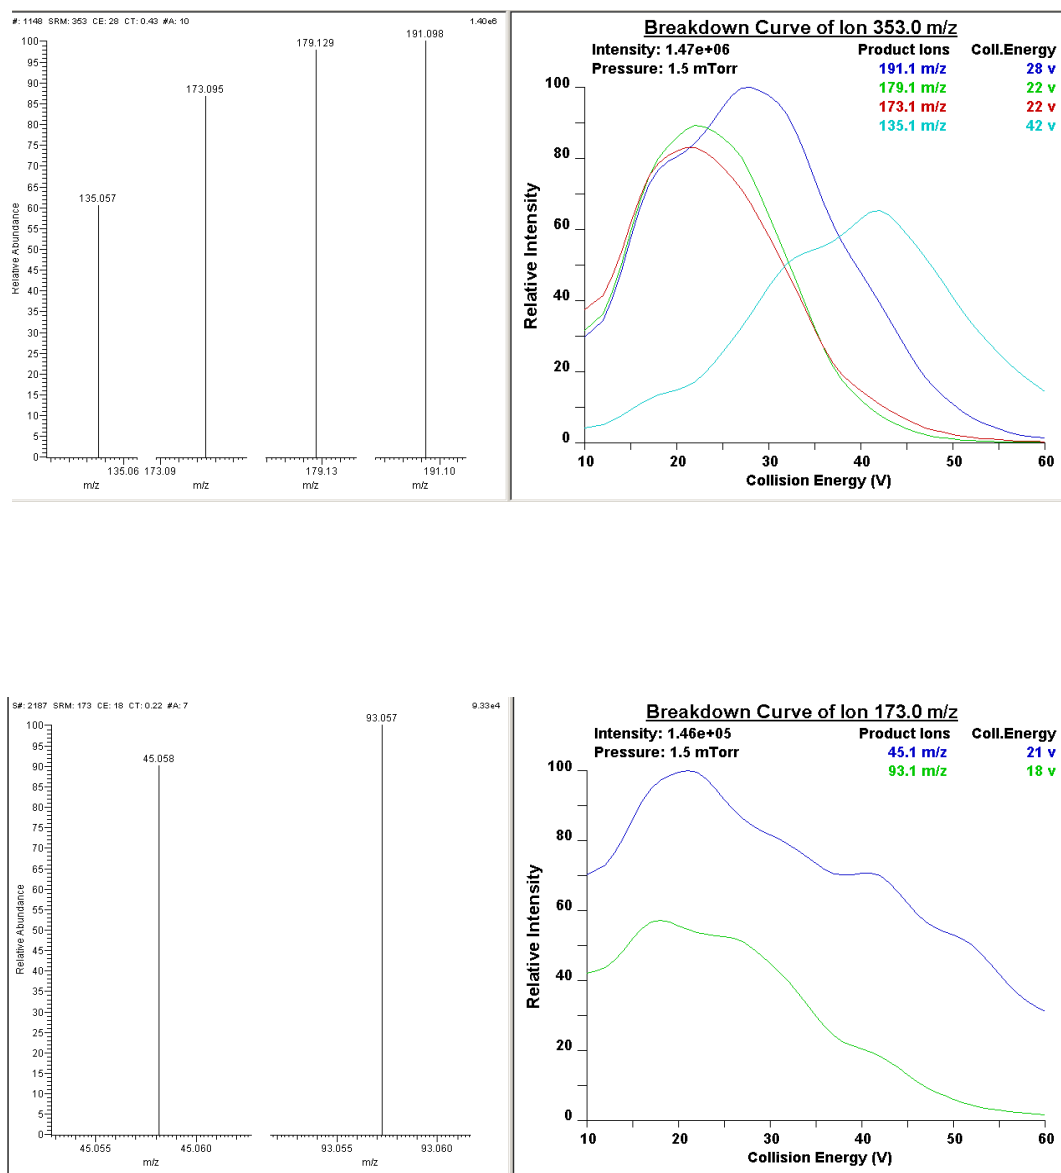 #: 1148 SRM: 353 CE: 28 CT: 0.43 #A: 10 1.40e6
191.098
179.129
173.095
135.057
100
95
90
85
80
75
70
65
60
55
50
45
40
35
30
25
20
15
10
5
0
Relative Abundance
135.06 173.09 179.13 191.10
m/z m/z m/z m/z
Breakdown Curve of Ion 353.0 m/z
Intensity: 1.47e+06 Product Ions Coll.Energy
Pressure: 1.5 mTorr 191.1 m/z 28 v
179.1 m/z 22 v
173.1 m/z 22 v
135.1 m/z 42 v
100
80
60
40
20
0
Relative Intensity
10 20 30 40 50 60
Collision Energy (V)
S#: 2187 SRM: 173 CE: 18 CT: 0.22 #A: 7 9.33e4
93.057
45.058
100
95
90
85
80
75
70
65
60
55
50
45
40
35
30
25
20
15
10
5
0
Relative Abundance
45.055 45.060 93.055 93.060
m/z m/z
Breakdown Curve of Ion 173.0 m/z
Intensity: 1.46e+05 Product Ions Coll.Energy
Pressure: 1.5 mTorr 45.1 m/z 21 v
93.1 m/z 18 v
100
80
60
40
20
0
Relative Intensity
10 20 30 40 50 60
Collision Energy (V)